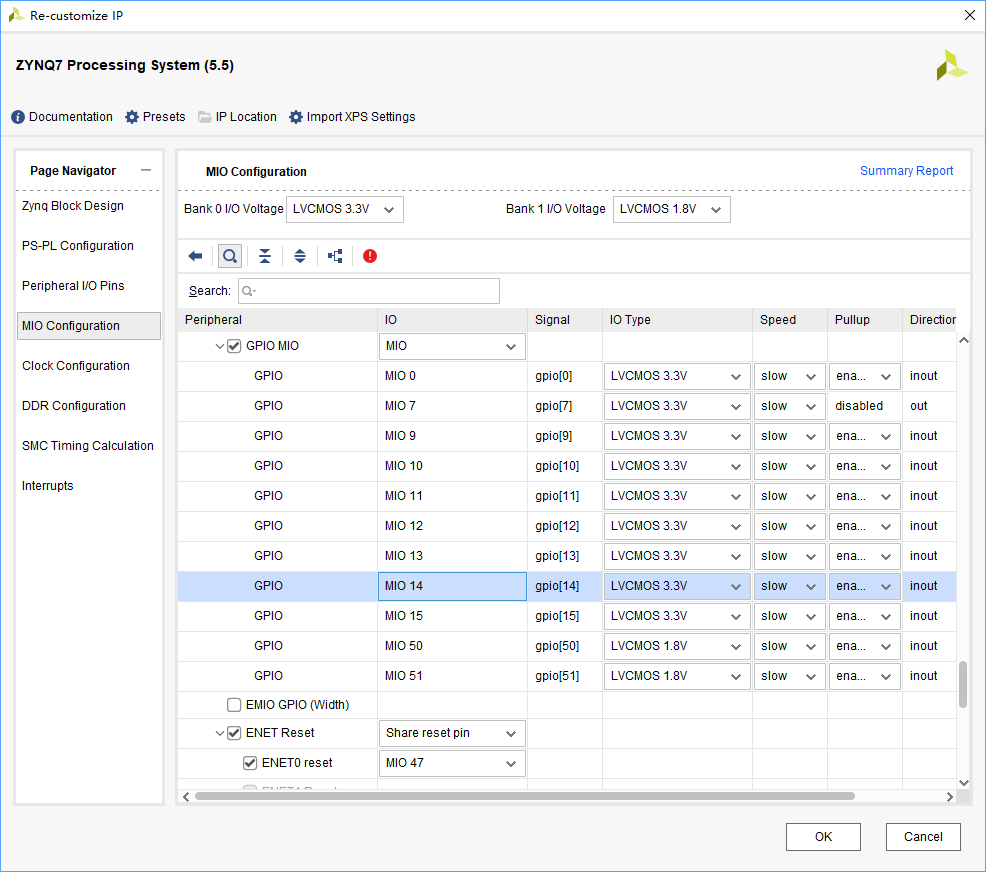 Re-customize IP
ZYNQ7 Processing System (5.5)
Documentation Presets IP Location Import XPS Settings
Page Navigator
Zynq Block Design
PS-PL Configuration
Peripheral I/O Pins
MIO Configuration
Clock Configuration
DDR Configuration
SMC Timing Calculation
Interrupts
MIO Configuration Summary Report
Bank 0 I/O Voltage LVCMOS 3.3V Bank 1 I/O Voltage LVCMOS 1.8V
Search:
Peripheral IO Signal IO Type Speed Pullup Direction
GPIO MIO MIO
GPIO MIO 0 gpio[0] LVCMOS 3.3V slow ena... inout
GPIO MIO 7 gpio[7] LVCMOS 3.3V slow disabled out
GPIO MIO 9 gpio[9] LVCMOS 3.3V slow ena... inout
GPIO MIO 10 gpio[10] LVCMOS 3.3V slow ena... inout
GPIO MIO 11 gpio[11] LVCMOS 3.3V slow ena... inout
GPIO MIO 12 gpio[12] LVCMOS 3.3V slow ena... inout
GPIO MIO 13 gpio[13] LVCMOS 3.3V slow ena... inout
GPIO MIO 14 gpio[14] LVCMOS 3.3V slow ena... inout
GPIO MIO 15 gpio[15] LVCMOS 3.3V slow ena... inout
GPIO MIO 50 gpio[50] LVCMOS 1.8V slow ena... inout
GPIO MIO 51 gpio[51] LVCMOS 1.8V slow ena... inout
EMIO GPIO (Width)
ENET Reset Share reset pin
ENET0 reset MIO 47
OK Cancel